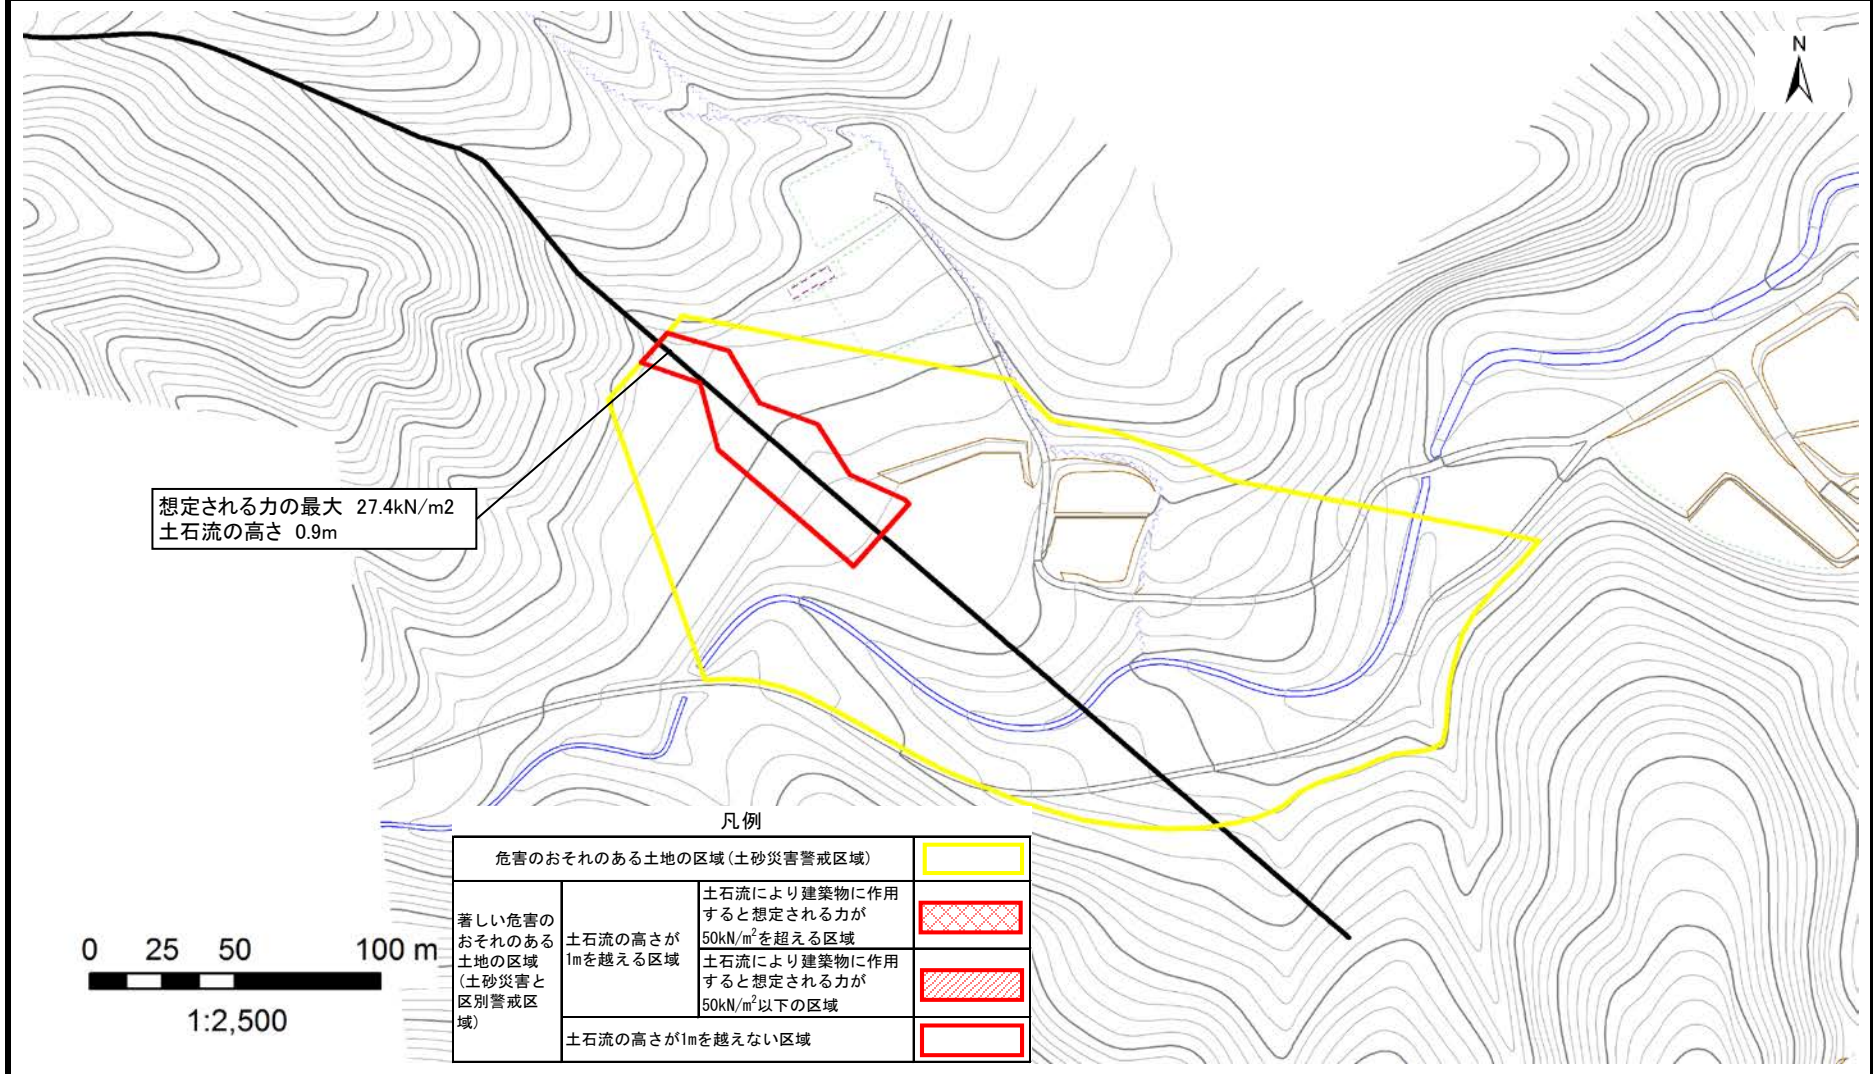 N
想定される力の最大 27.4kN/m2
土石流の高さ 0.9m
凡例
危害のおそれのある土地の区域(土砂災害警戒区域)
著しい危害の
おそれのある
土地の区域
(土砂災害と
区別警戒区
域)
土石流の高さが
1mを越える区域
土石流により建築物に作用
すると想定される力が
50kN/m²を超える区域
土石流により建築物に作用
すると想定される力が
50kN/m²以下の区域
土石流の高さが1mを越えない区域
0 25 50 100 m
1:2,500